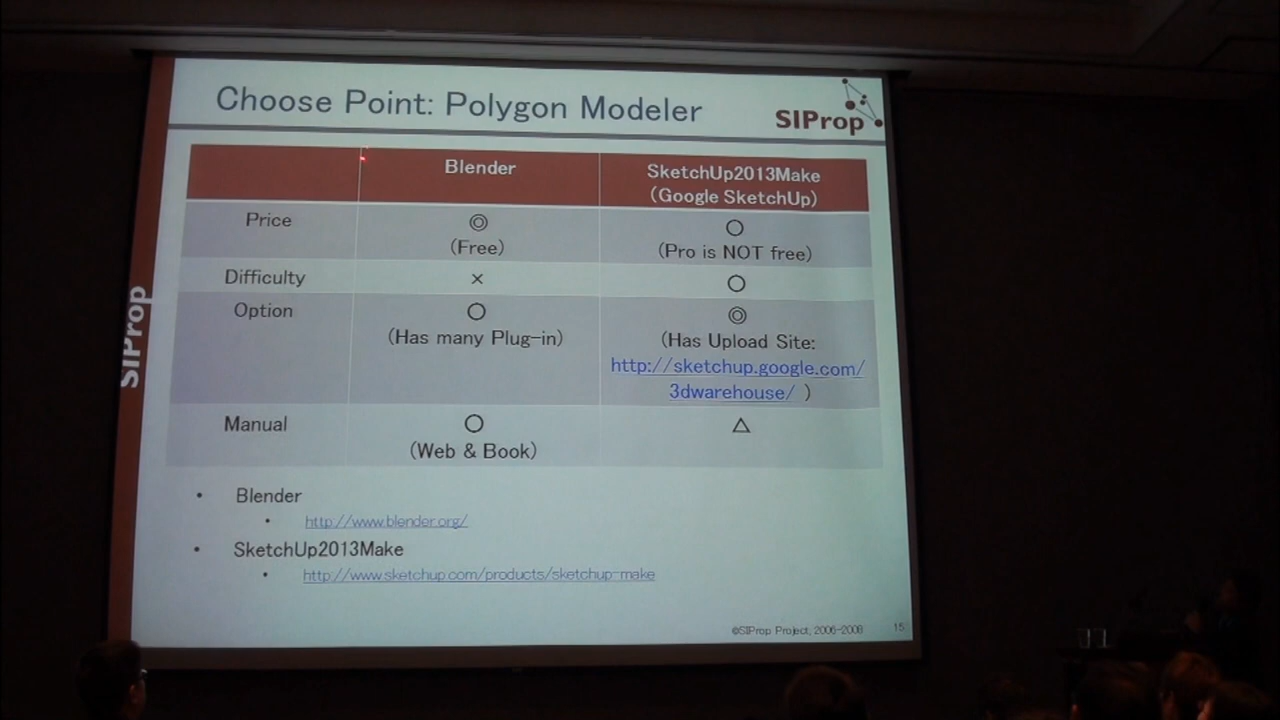 Choose Point: Polygon Modeler
SIProp
SIProp
Blender
SketchUp2013Make
(Google SketchUp)
Price
◎
(Free)
○
(Pro is NOT free)
Difficulty
×
○
Option
○
(Has many Plug-in)
◎
(Has Upload Site:
http://sketchup.google.com/
3dwarehouse/ )
Manual
○
(Web & Book)
△
• Blender
• http://www.blender.org/
• SketchUp2013Make
• http://www.sketchup.com/products/sketchup-make
©SIProp Project, 2006-2008
15